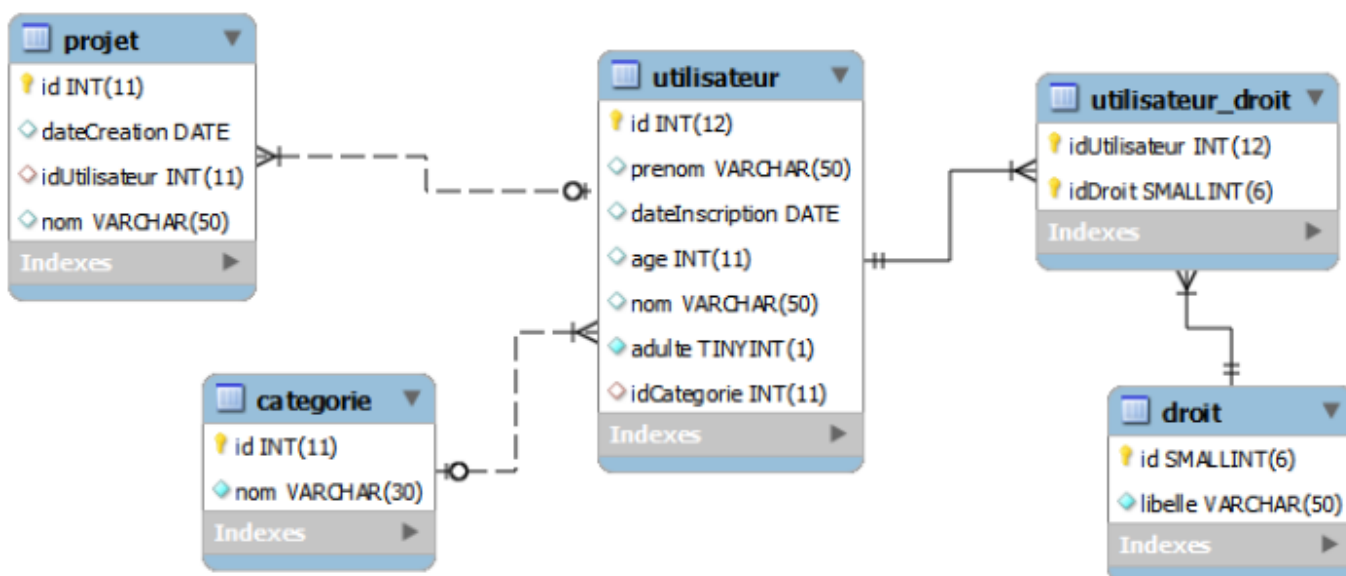 projet
id INT(11)
dateCreation DATE
idUtilisateur INT(11)
nom VARCHAR(50)
Indexes
utilisateur
id INT(12)
prenom VARCHAR(50)
dateInscription DATE
age INT(11)
nom VARCHAR(50)
adulte TINYINT(1)
idCategorie INT(11)
Indexes
utilisateur_droit
idUtilisateur INT(12)
idDroit SMALLINT(6)
Indexes
categorie
id INT(11)
nom VARCHAR(30)
Indexes
droit
id SMALLINT(6)
libelle VARCHAR(50)
Indexes